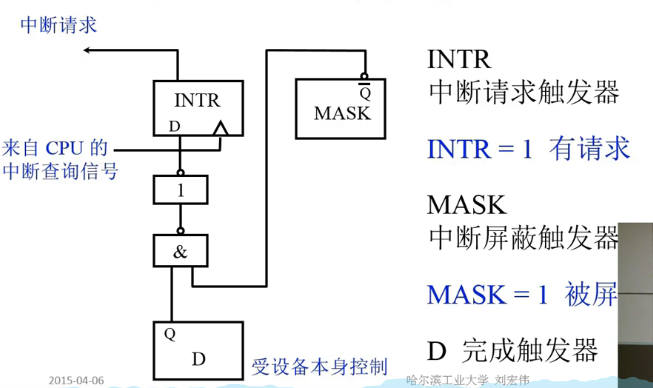 中断请求
INTR
D
来自 CPU 的
中断查询信号
1
&
Q
D
受设备本身控制
Q̅
MASK
INTR
中断请求触发器
INTR = 1 有请求
MASK
中断屏蔽触发器
MASK = 1 被屏
D 完成触发器
2015-04-06
哈尔滨工业大学 刘宏伟